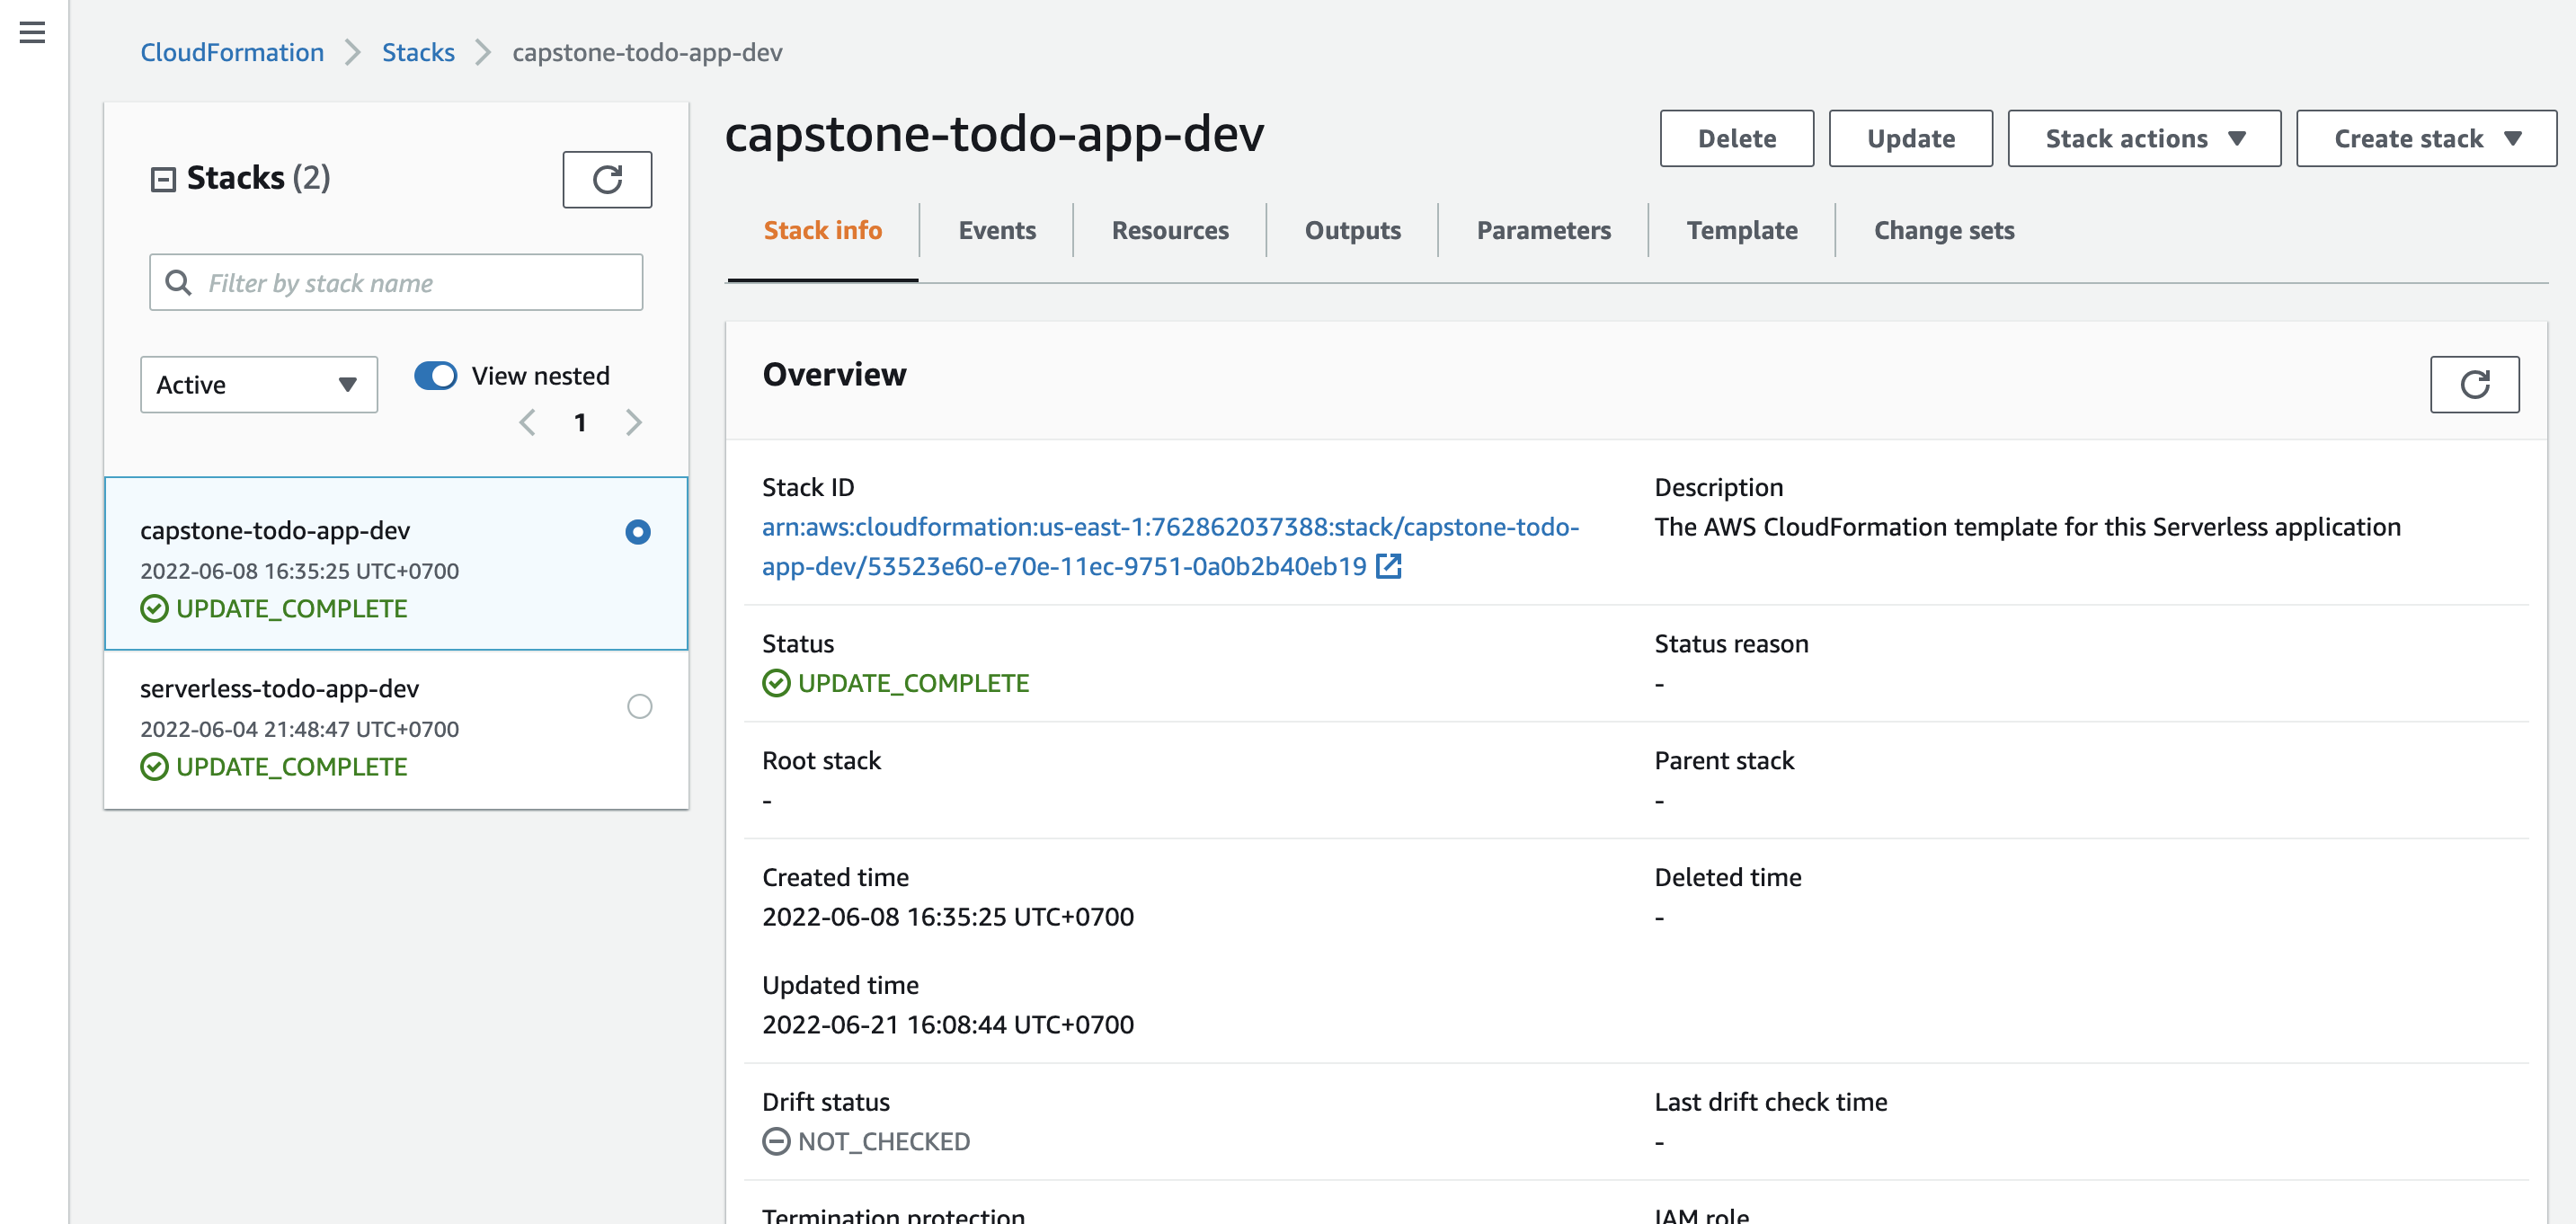 CloudFormation > Stacks > capstone-todo-app-dev
Stacks (2)
Filter by stack name
Active
View nested
1
capstone-todo-app-dev
2022-06-08 16:35:25 UTC+0700
UPDATE_COMPLETE
serverless-todo-app-dev
2022-06-04 21:48:47 UTC+0700
UPDATE_COMPLETE
capstone-todo-app-dev
Delete
Update
Stack actions
Create stack
Stack info
Events
Resources
Outputs
Parameters
Template
Change sets
Overview
Stack ID
arn:aws:cloudformation:us-east-1:762862037388:stack/capstone-todo-
app-dev/53523e60-e70e-11ec-9751-0a0b2b40eb19
Description
The AWS CloudFormation template for this Serverless application
Status
UPDATE_COMPLETE
Status reason
-
Root stack
-
Parent stack
-
Created time
2022-06-08 16:35:25 UTC+0700
Deleted time
-
Updated time
2022-06-21 16:08:44 UTC+0700
Drift status
NOT_CHECKED
Last drift check time
-
Termination protection
IAM role